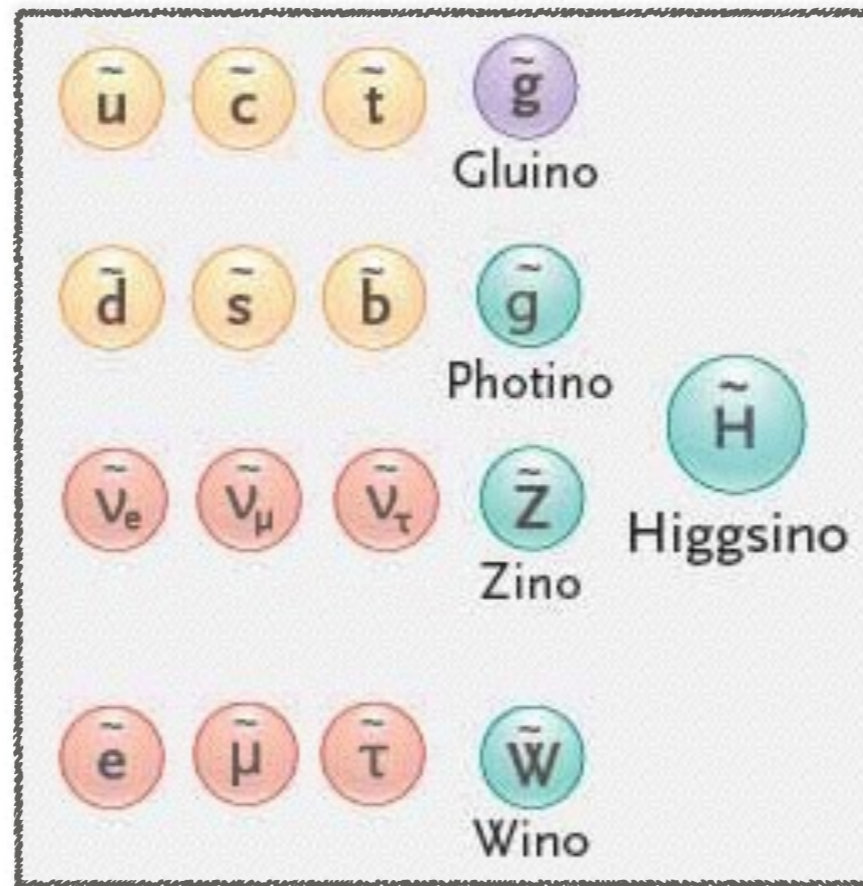 ũ c̃ t̃ g̃
Gluino
d̃ s̃ b̃ g̃
Photino
H̃
ν̃e ν̃μ ν̃τ Z̃
Higgsino
Zino
ẽ μ̃ τ̃ W̃
Wino